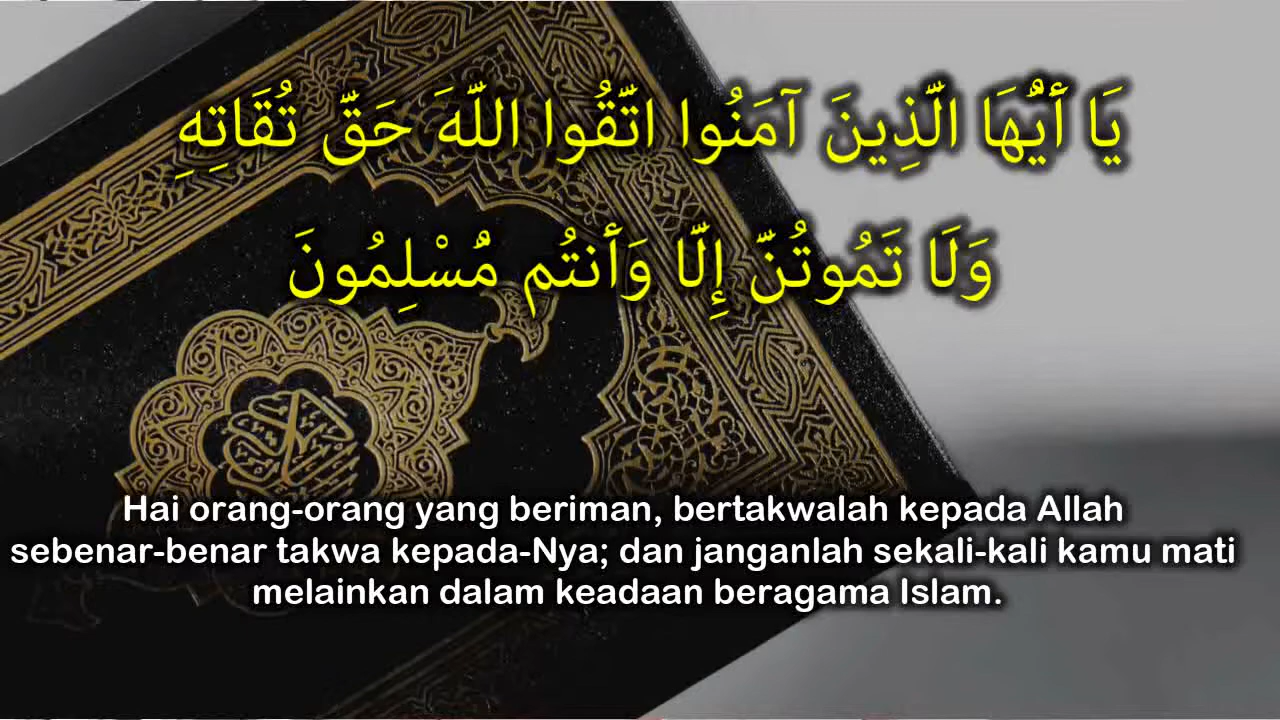 يَا أَيُّهَا الَّذِينَ آمَنُوا اتَّقُوا اللَّهَ حَقَّ تُقَاتِهِ
وَلَا تَمُوتُنَّ إِلَّا وَأَنتُم مُّسْلِمُونَ
Hai orang-orang yang beriman, bertakwalah kepada Allah
sebenar-benar takwa kepada-Nya; dan janganlah sekali-kali kamu mati
melainkan dalam keadaan beragama Islam.